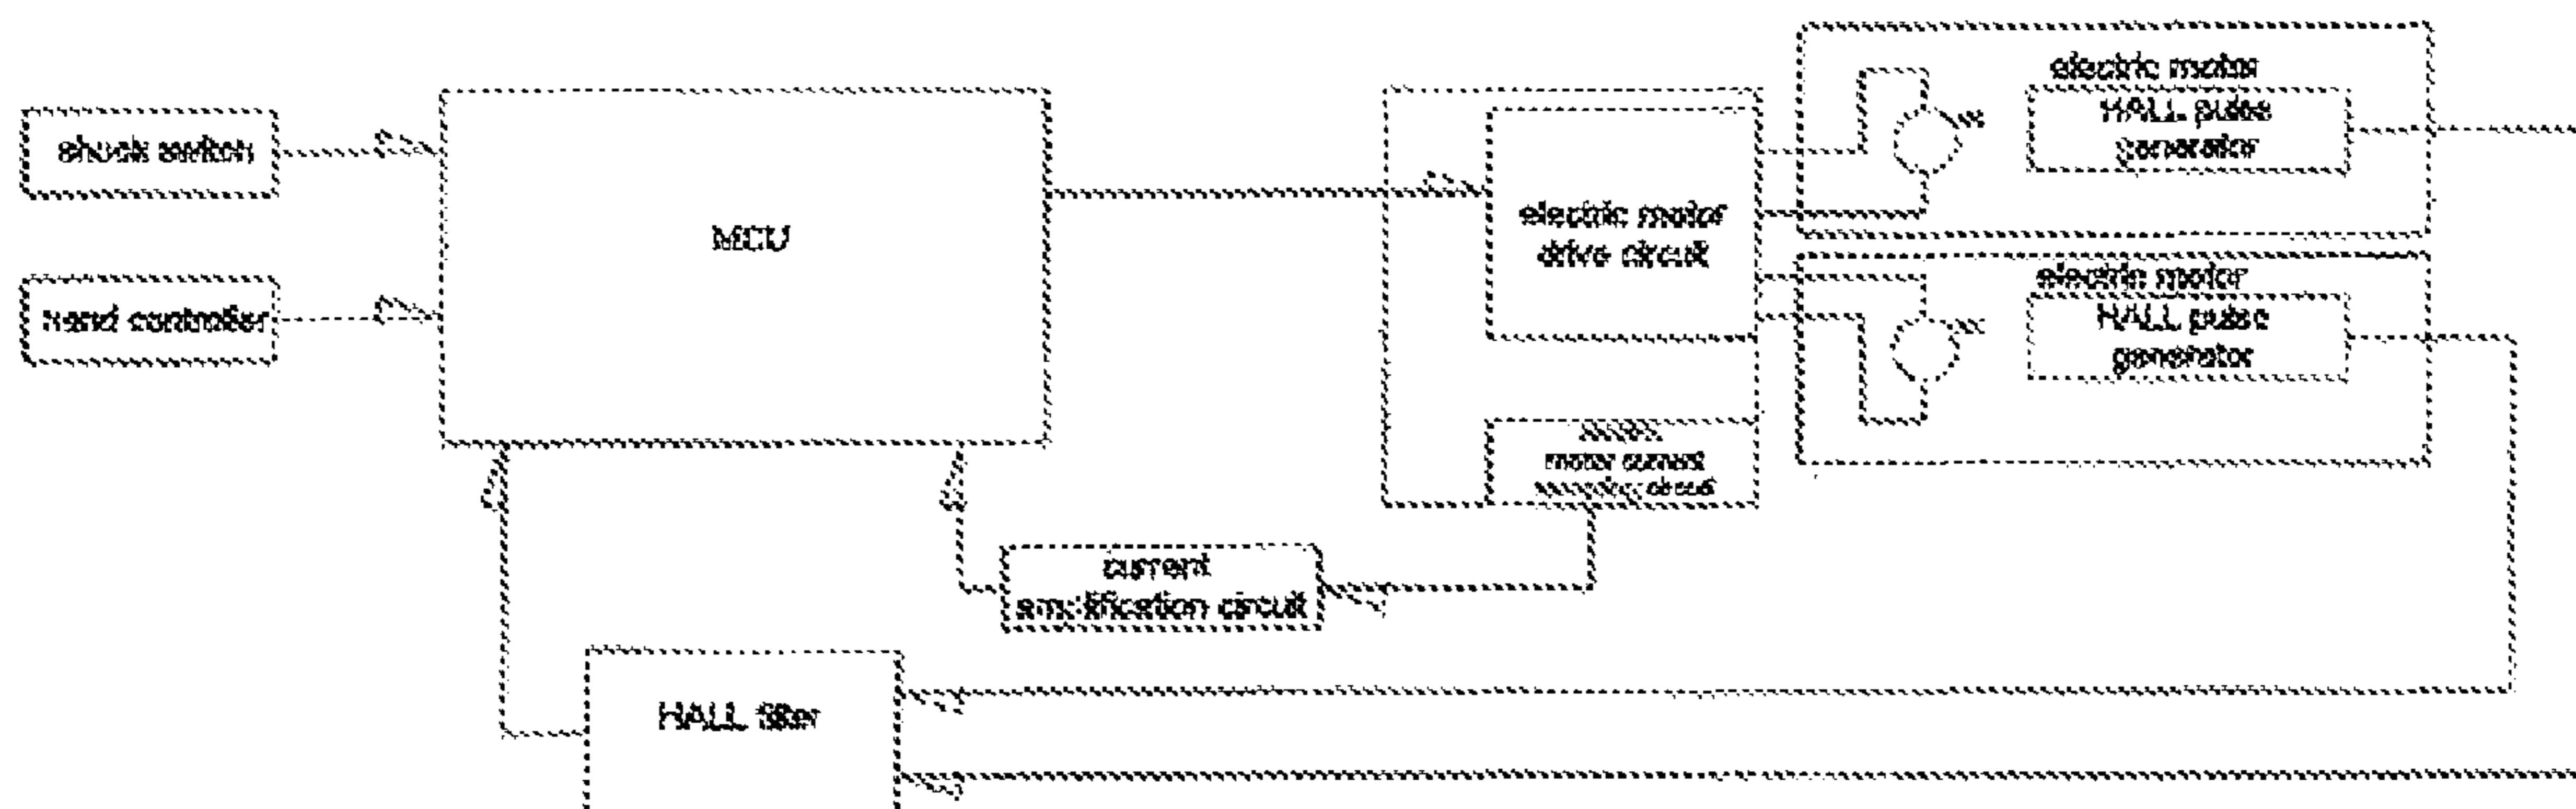 electric motor
HALL pulse
generator
shock switch
MCU
electric motor
drive circuit
electric motor
HALL pulse
generator
hand controller
motor current
circuit
current
amplification circuit
HALL filter